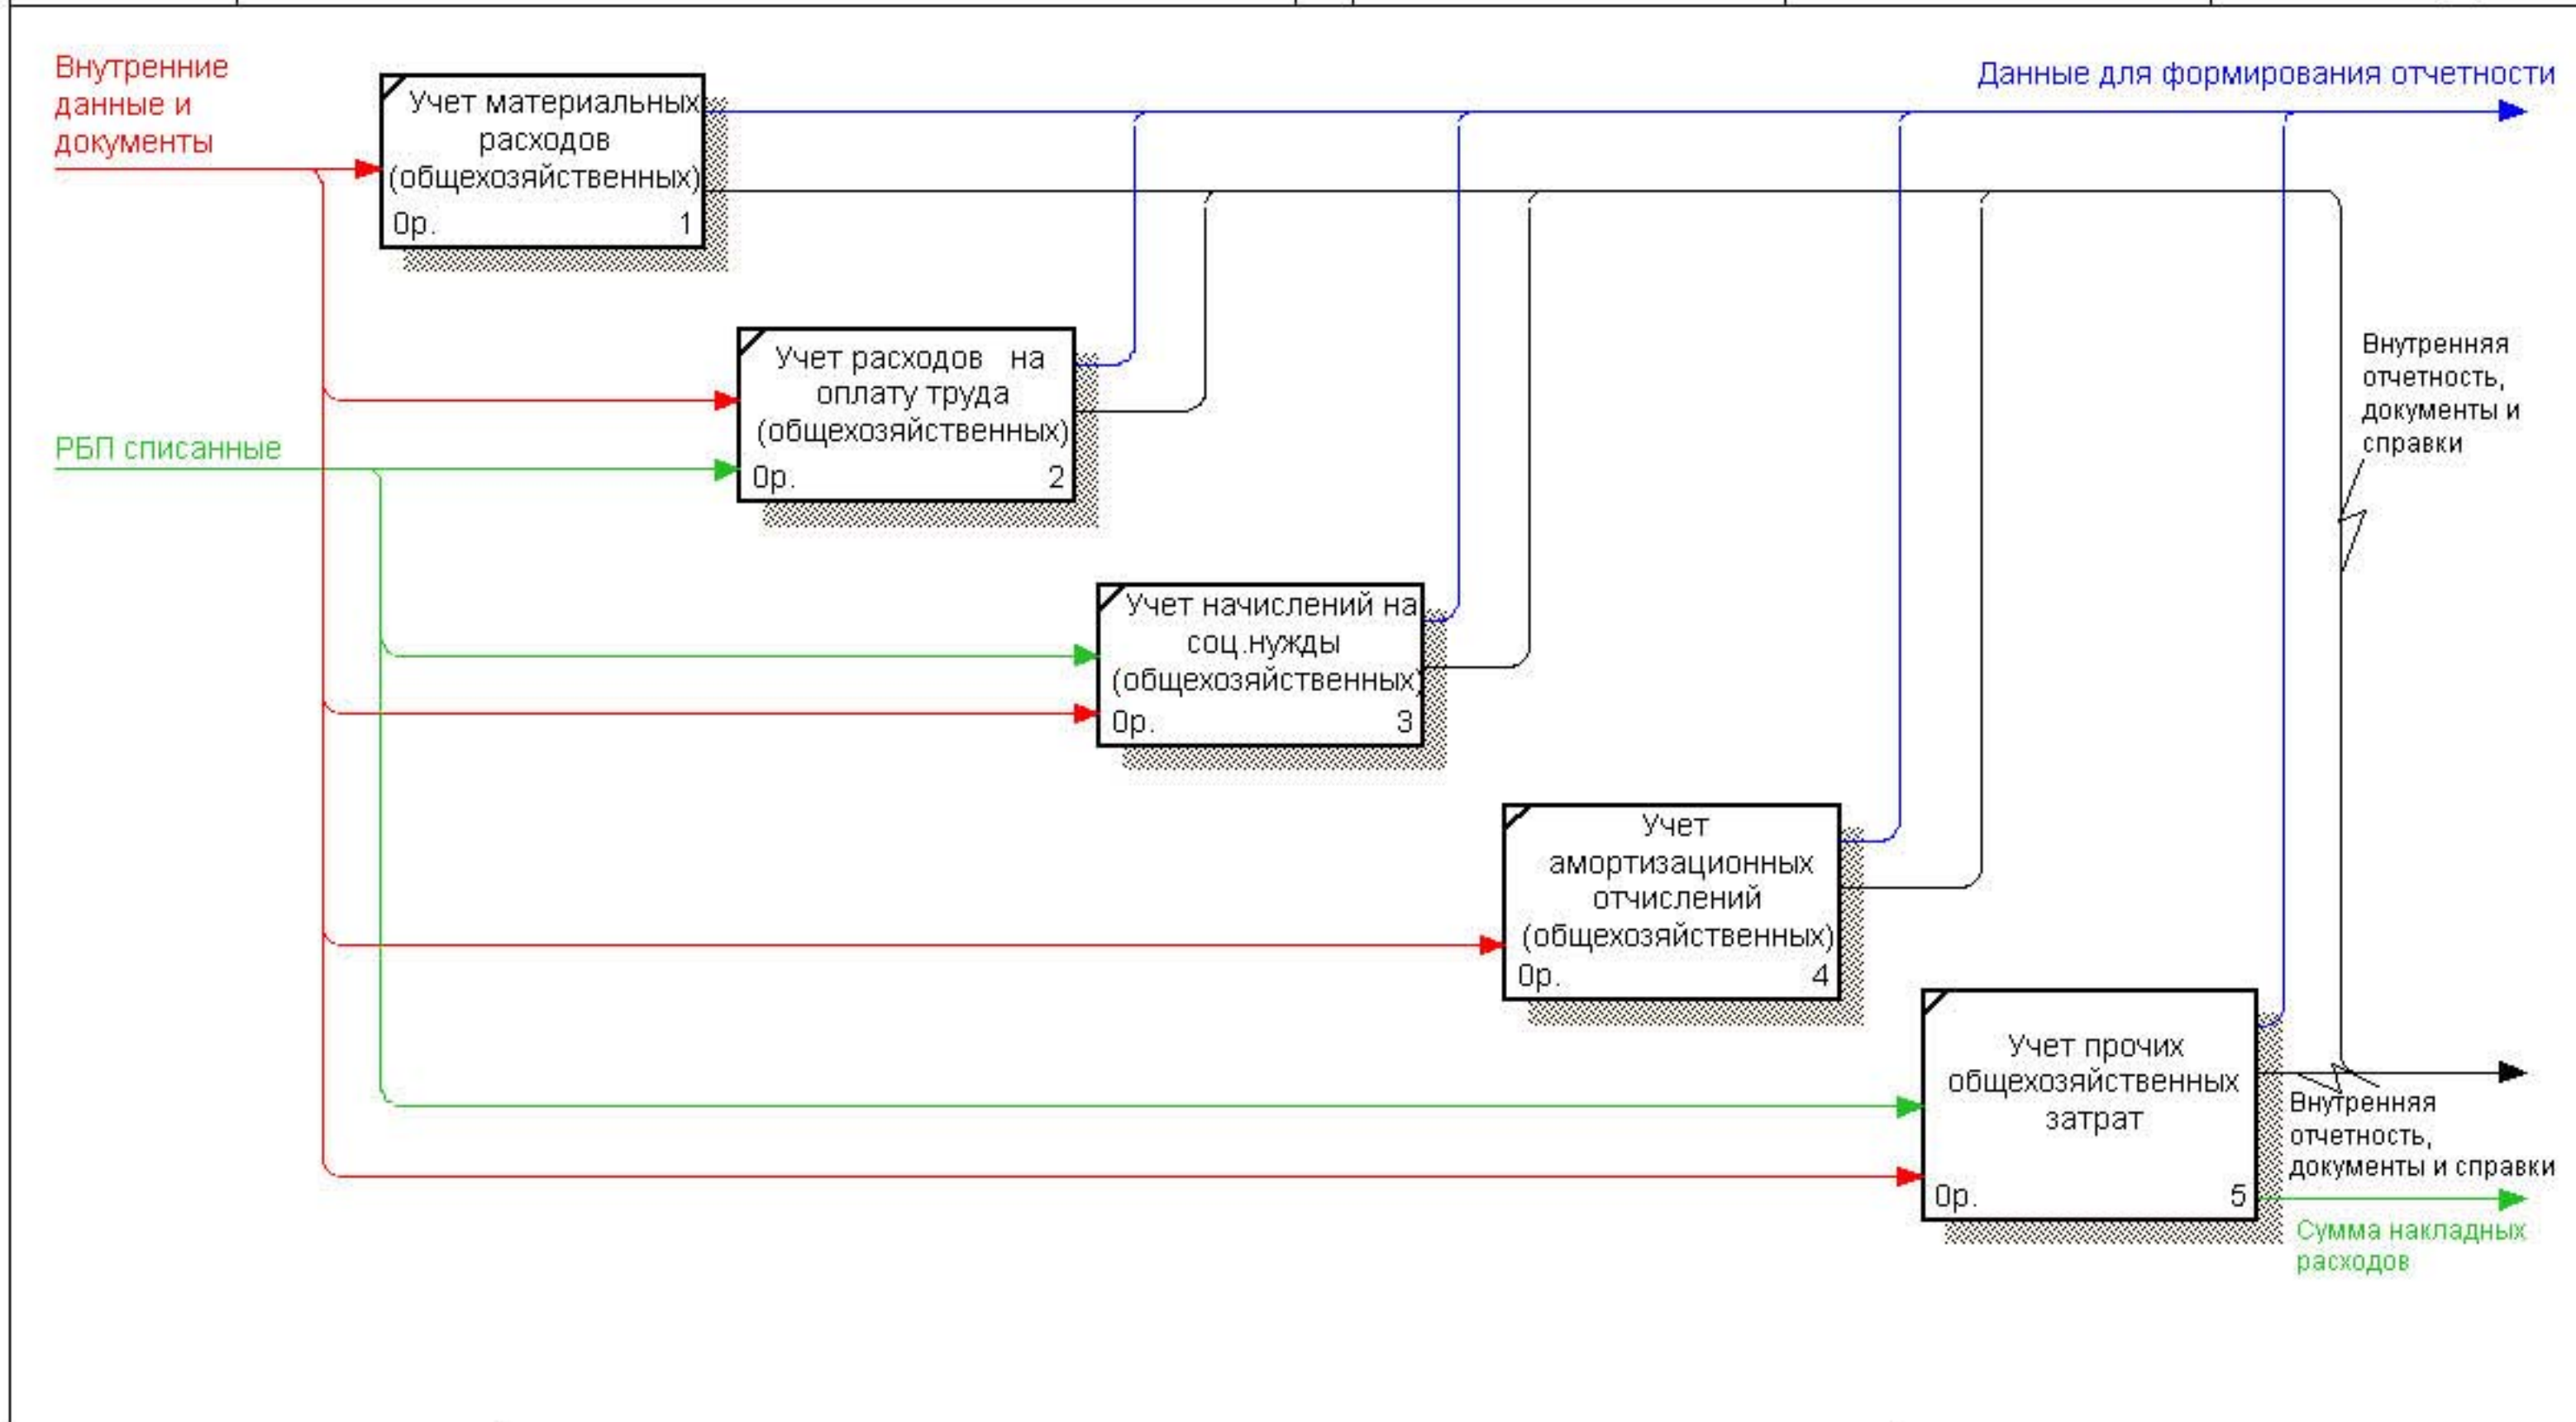 Внутренние
данные и
документы
Учет материальных
расходов
(общехозяйственных)
0р. 1
Данные для формирования отчетности
Учет расходов на
оплату труда
(общехозяйственных)
0р. 2
РБП списанные
Внутренняя
отчетность,
документы и
справки
Учет начислений на
соц.нужды
(общехозяйственных)
0р. 3
Учет
амортизационных
отчислений
(общехозяйственных)
0р. 4
Учет прочих
общехозяйственных
затрат
0р. 5
Внутренняя
отчетность,
документы и справки
Сумма накладных
расходов